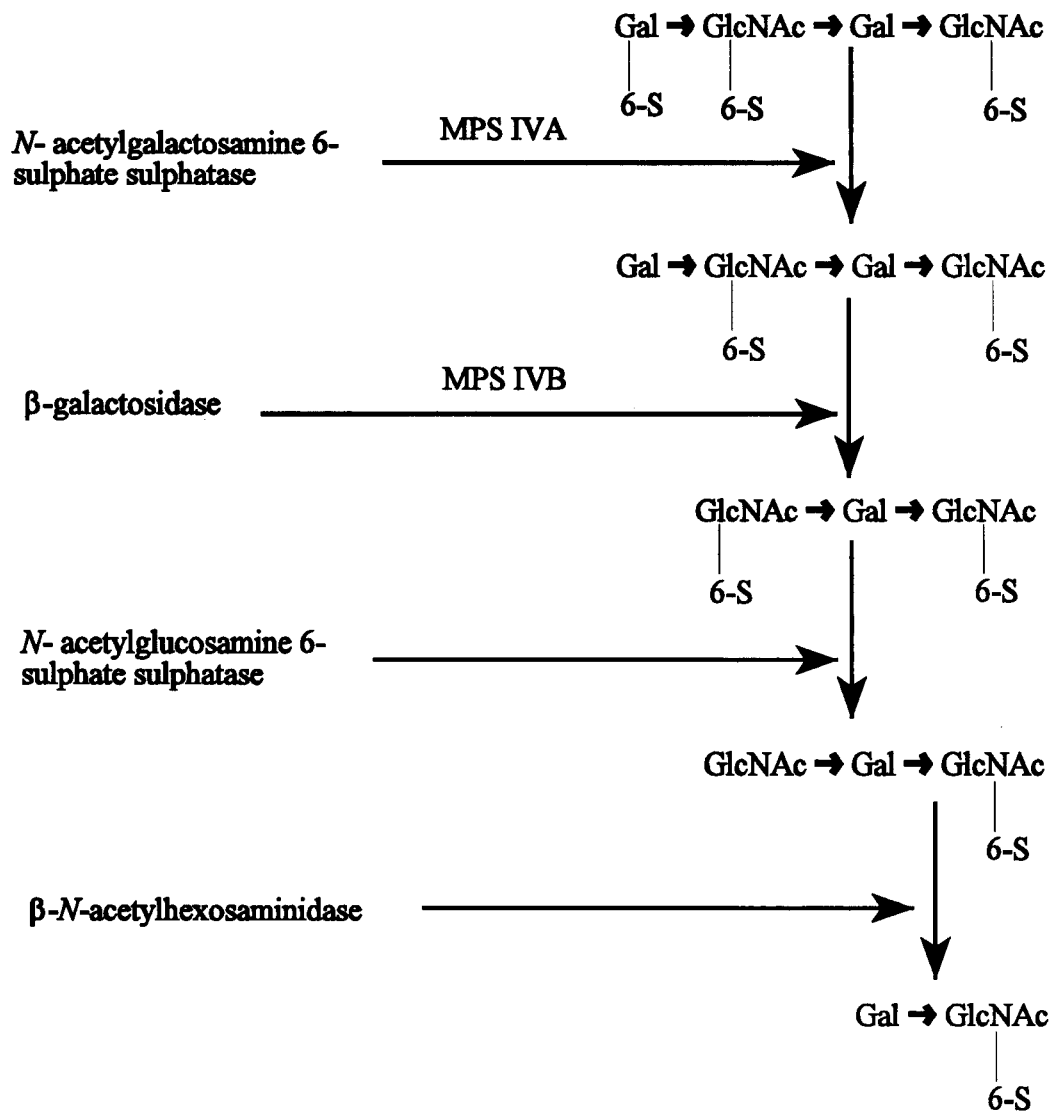 Gal → GlcNAc → Gal → GlcNAc
6-S 6-S 6-S
MPS IVA
N- acetylgalactosamine 6-
sulphate sulphatase
Gal → GlcNAc → Gal → GlcNAc
6-S 6-S
MPS IVB
β-galactosidase
GlcNAc → Gal → GlcNAc
6-S 6-S
N- acetylglucosamine 6-
sulphate sulphatase
GlcNAc → Gal → GlcNAc
6-S
β-N-acetylhexosaminidase
Gal → GlcNAc
6-S